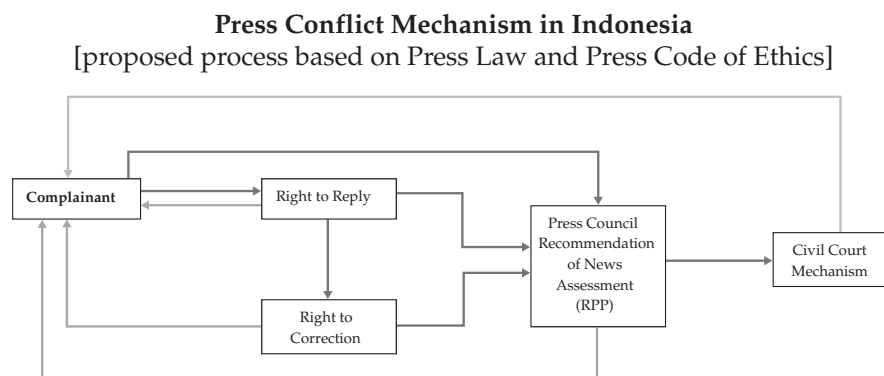 Press Conflict Mechanism in Indonesia
[proposed process based on Press Law and Press Code of Ethics]
Complainant
Right to Reply
Press Council
Recommendation
of News
Assessment
(RPP)
Civil Court
Mechanism
Right to
Correction